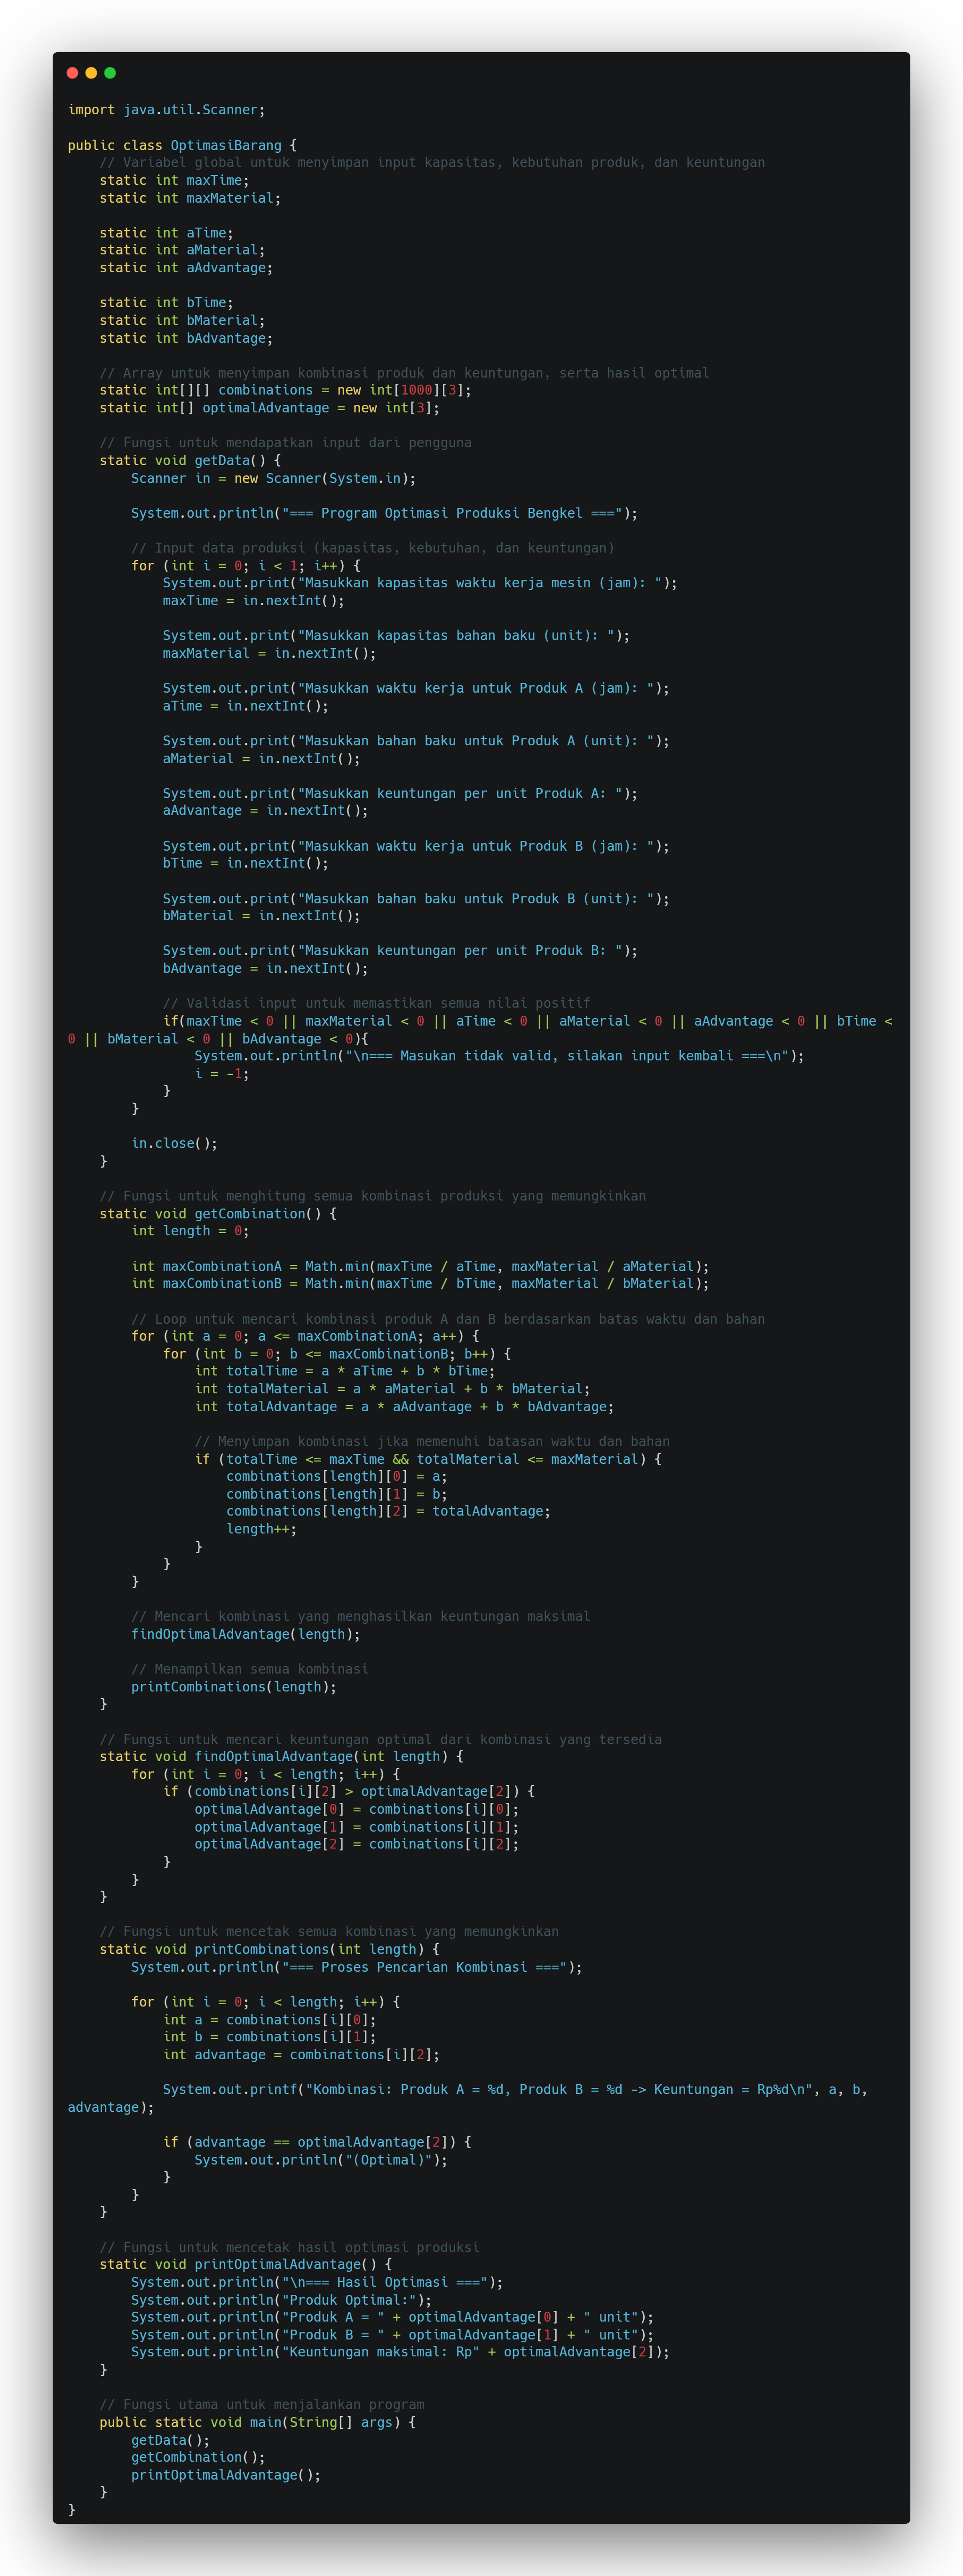 import java.util.Scanner;

public class OptimasiBarang {
    // Variabel global untuk menyimpan input kapasitas, kebutuhan produk, dan keuntungan
    static int maxTime;
    static int maxMaterial;

    static int aTime;
    static int aMaterial;
    static int aAdvantage;

    static int bTime;
    static int bMaterial;
    static int bAdvantage;

    // Array untuk menyimpan kombinasi produk dan keuntungan, serta hasil optimal
    static int[][] combinations = new int[1000][3];
    static int[] optimalAdvantage = new int[3];

    // Fungsi untuk mendapatkan input dari pengguna
    static void getData() {
        Scanner in = new Scanner(System.in);

        System.out.println("=== Program Optimasi Produksi Bengkel ===");

        // Input data produksi (kapasitas, kebutuhan, dan keuntungan)
        for (int i = 0; i < 1; i++) {
            System.out.print("Masukkan kapasitas waktu kerja mesin (jam): ");
            maxTime = in.nextInt();

            System.out.print("Masukkan kapasitas bahan baku (unit): ");
            maxMaterial = in.nextInt();

            System.out.print("Masukkan waktu kerja untuk Produk A (jam): ");
            aTime = in.nextInt();

            System.out.print("Masukkan bahan baku untuk Produk A (unit): ");
            aMaterial = in.nextInt();

            System.out.print("Masukkan keuntungan per unit Produk A: ");
            aAdvantage = in.nextInt();

            System.out.print("Masukkan waktu kerja untuk Produk B (jam): ");
            bTime = in.nextInt();

            System.out.print("Masukkan bahan baku untuk Produk B (unit): ");
            bMaterial = in.nextInt();

            System.out.print("Masukkan keuntungan per unit Produk B: ");
            bAdvantage = in.nextInt();

            // Validasi input untuk memastikan semua nilai positif
            if(maxTime < 0 || maxMaterial < 0 || aTime < 0 || aMaterial < 0 || aAdvantage < 0 || bTime <
0 || bMaterial < 0 || bAdvantage < 0){
                System.out.println("\n=== Masukan tidak valid, silakan input kembali ===\n");
                i = -1;
            }
        }

        in.close();
    }

    // Fungsi untuk menghitung semua kombinasi produksi yang memungkinkan
    static void getCombination() {
        int length = 0;

        int maxCombinationA = Math.min(maxTime / aTime, maxMaterial / aMaterial);
        int maxCombinationB = Math.min(maxTime / bTime, maxMaterial / bMaterial);

        // Loop untuk mencari kombinasi produk A dan B berdasarkan batas waktu dan bahan
        for (int a = 0; a <= maxCombinationA; a++) {
            for (int b = 0; b <= maxCombinationB; b++) {
                int totalTime = a * aTime + b * bTime;
                int totalMaterial = a * aMaterial + b * bMaterial;
                int totalAdvantage = a * aAdvantage + b * bAdvantage;

                // Menyimpan kombinasi jika memenuhi batasan waktu dan bahan
                if (totalTime <= maxTime && totalMaterial <= maxMaterial) {
                    combinations[length][0] = a;
                    combinations[length][1] = b;
                    combinations[length][2] = totalAdvantage;
                    length++;
                }
            }
        }

        // Mencari kombinasi yang menghasilkan keuntungan maksimal
        findOptimalAdvantage(length);

        // Menampilkan semua kombinasi
        printCombinations(length);
    }

    // Fungsi untuk mencari keuntungan optimal dari kombinasi yang tersedia
    static void findOptimalAdvantage(int length) {
        for (int i = 0; i < length; i++) {
            if (combinations[i][2] > optimalAdvantage[2]) {
                optimalAdvantage[0] = combinations[i][0];
                optimalAdvantage[1] = combinations[i][1];
                optimalAdvantage[2] = combinations[i][2];
            }
        }
    }

    // Fungsi untuk mencetak semua kombinasi yang memungkinkan
    static void printCombinations(int length) {
        System.out.println("=== Proses Pencarian Kombinasi ===");

        for (int i = 0; i < length; i++) {
            int a = combinations[i][0];
            int b = combinations[i][1];
            int advantage = combinations[i][2];

            System.out.printf("Kombinasi: Produk A = %d, Produk B = %d -> Keuntungan = Rp%d\n", a, b,
advantage);

            if (advantage == optimalAdvantage[2]) {
                System.out.println("(Optimal)");
            }
        }
    }

    // Fungsi untuk mencetak hasil optimasi produksi
    static void printOptimalAdvantage() {
        System.out.println("\n=== Hasil Optimasi ===");
        System.out.println("Produk Optimal:");
        System.out.println("Produk A = " + optimalAdvantage[0] + " unit");
        System.out.println("Produk B = " + optimalAdvantage[1] + " unit");
        System.out.println("Keuntungan maksimal: Rp" + optimalAdvantage[2]);
    }

    // Fungsi utama untuk menjalankan program
    public static void main(String[] args) {
        getData();
        getCombination();
        printOptimalAdvantage();
    }
}